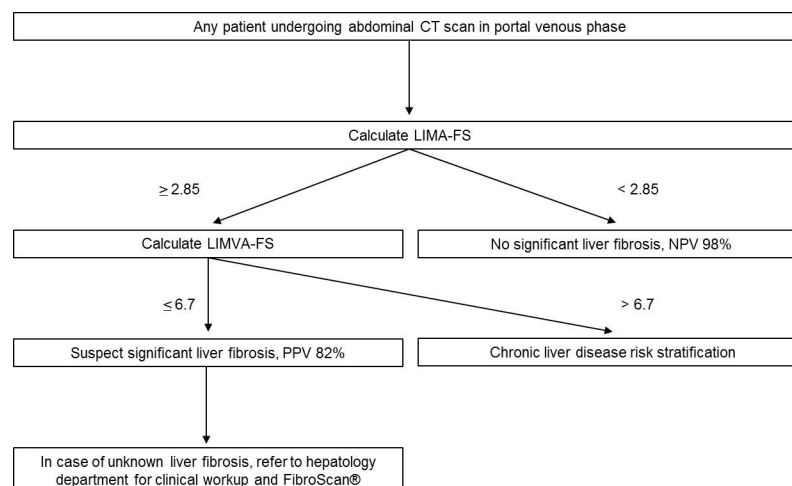 Any patient undergoing abdominal CT scan in portal venous phase
Calculate LIMA-FS
≥ 2.85
< 2.85
Calculate LIMVA-FS
No significant liver fibrosis, NPV 98%
≤ 6.7
> 6.7
Suspect significant liver fibrosis, PPV 82%
Chronic liver disease risk stratification
In case of unknown liver fibrosis, refer to hepatology
department for clinical workup and FibroScan®